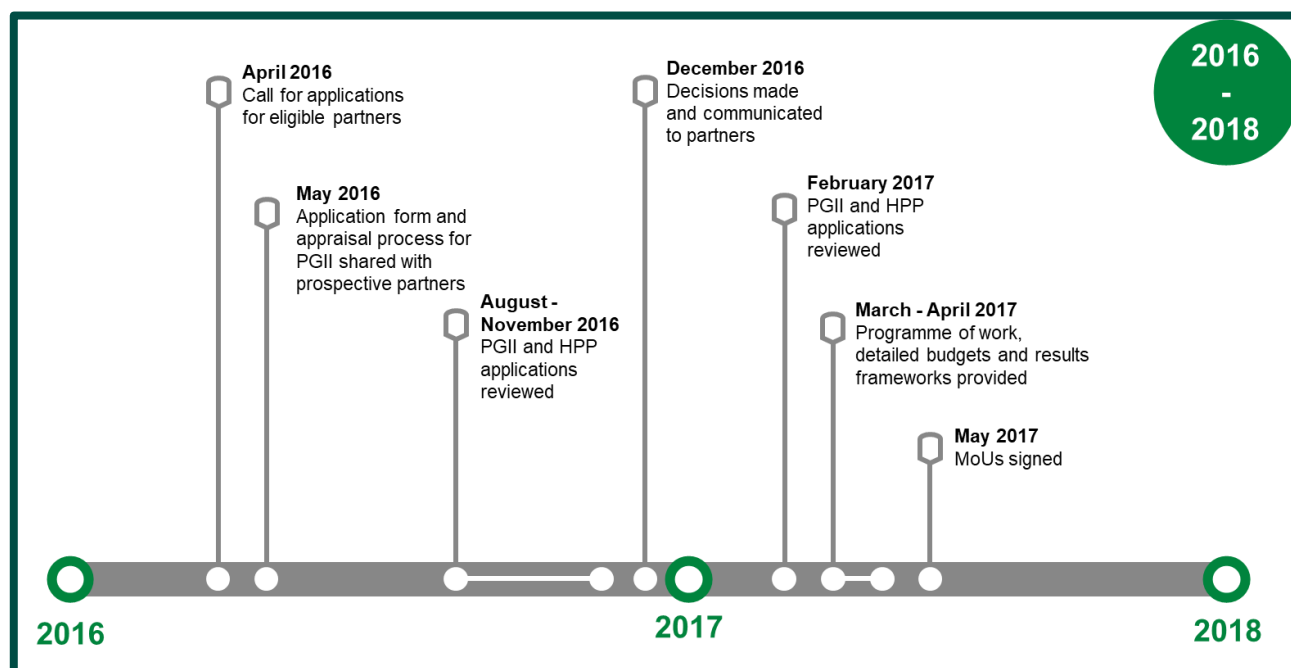 2016
-
2018
April 2016
Call for applications
for eligible partners
May 2016
Application form and
appraisal process for
PGII shared with
prospective partners
August -
November 2016
PGII and HPP
applications
reviewed
December 2016
Decisions made
and communicated
to partners
February 2017
PGII and HPP
applications
reviewed
March - April 2017
Programme of work,
detailed budgets and results
frameworks provided
May 2017
MoUs signed
2016
2017
2018